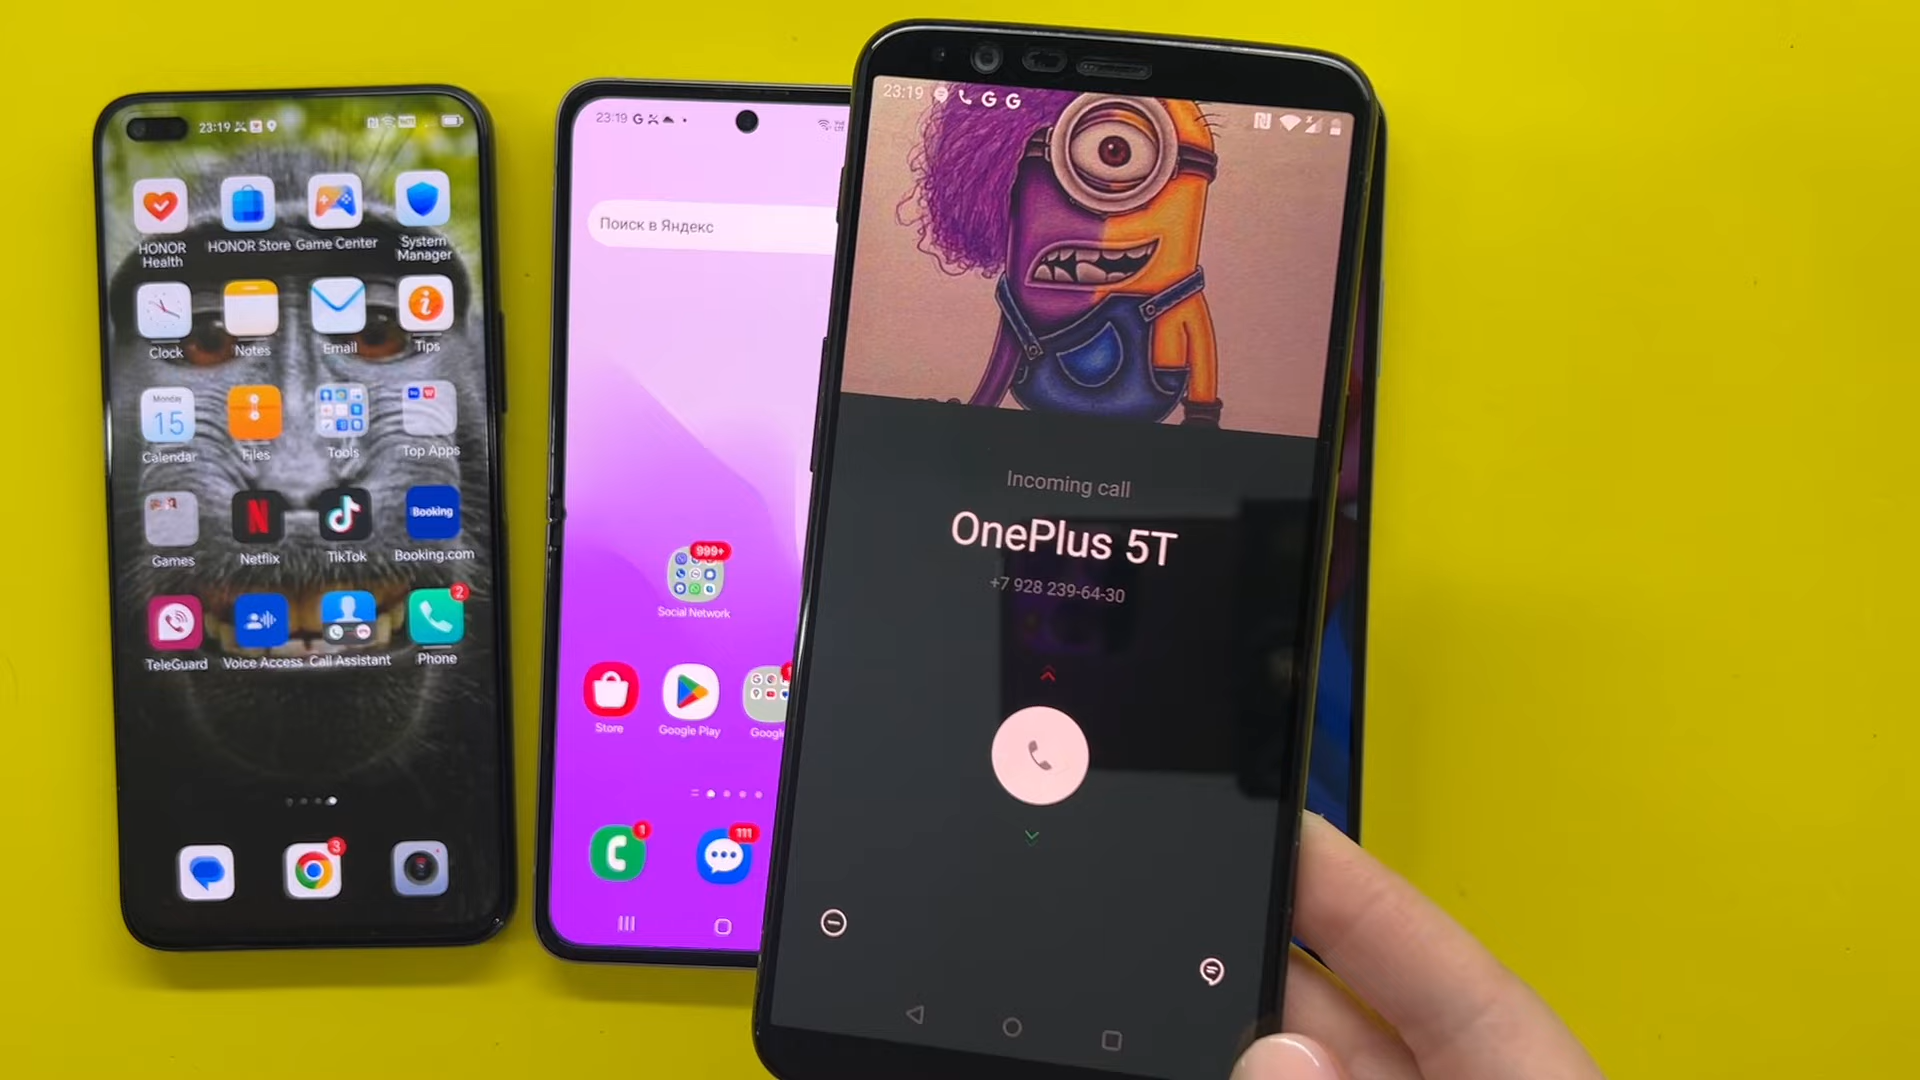 23:19
HONOR
Health
HONOR Store
Game Center
System
Manager
Clock
Notes
Email
Tips
Monday
15
Calendar
Files
Tools
Top Apps
Games
Netflix
TikTok
Booking
Booking.com
TeleGuard
Voice Access
Call Assistant
2
Phone
3
23:19
Поиск в Яндекс
999+
Social Network
Store
Google Play
Google
1
111
23:19
Incoming call
OnePlus 5T
+7 928 239-64-30